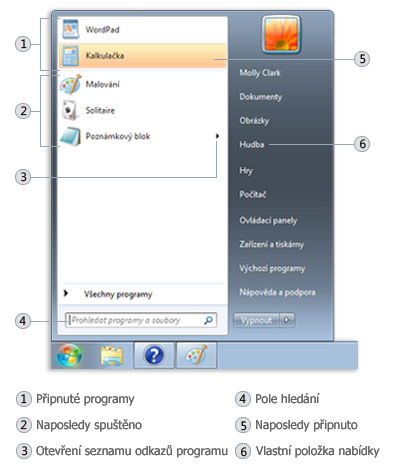 WordPad
Kalkulačka
Malování
Solitaire
Poznámkový blok
Všechny programy
Prohledat programy a soubory
Molly Clark
Dokumenty
Obrázky
Hudba
Hry
Počítač
Ovládací panely
Zařízení a tiskárny
Výchozí programy
Nápověda a podpora
Vypnout
1
2
3
4
5
6
1 Připnuté programy
2 Naposledy spuštěno
3 Otevření seznamu odkazů programu
4 Pole hledání
5 Naposledy připnuto
6 Vlastní položka nabídky